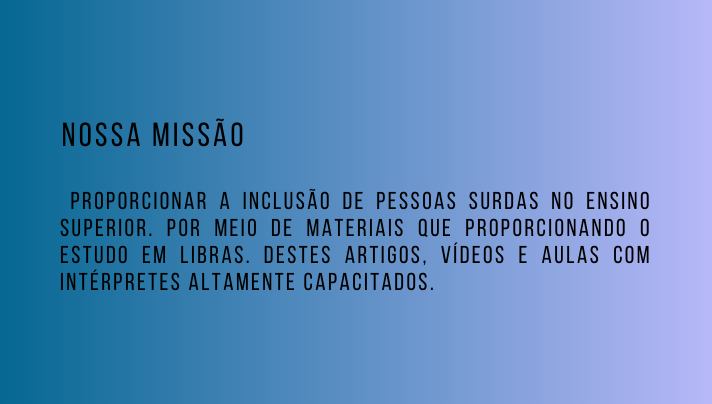 NOSSA MISSÃO
PROPORCIONAR A INCLUSÃO DE PESSOAS SURDAS NO ENSINO
SUPERIOR. POR MEIO DE MATERIAIS QUE PROPORCIONANDO O
ESTUDO EM LIBRAS. DESTES ARTIGOS, VÍDEOS E AULAS COM
INTÉRPRETES ALTAMENTE CAPACITADOS.